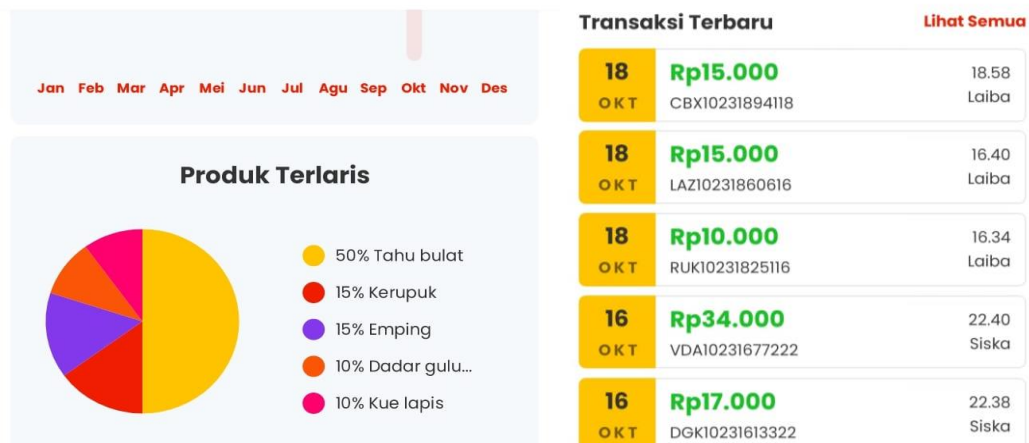 Jan Feb Mar Apr Mei Jun Jul Agu Sep Okt Nov Des
Produk Terlaris
50% Tahu bulat
15% Kerupuk
15% Emping
10% Dadar gulu...
10% Kue lapis
Transaksi Terbaru
Lihat Semua
18 OKT
Rp15.000
CBX10231894118
18.58
Laiba
18 OKT
Rp15.000
LAZ10231860616
16.40
Laiba
18 OKT
Rp10.000
RUK10231825116
16.34
Laiba
16 OKT
Rp34.000
VDA10231677222
22.40
Siska
16 OKT
Rp17.000
DGK10231613322
22.38
Siska